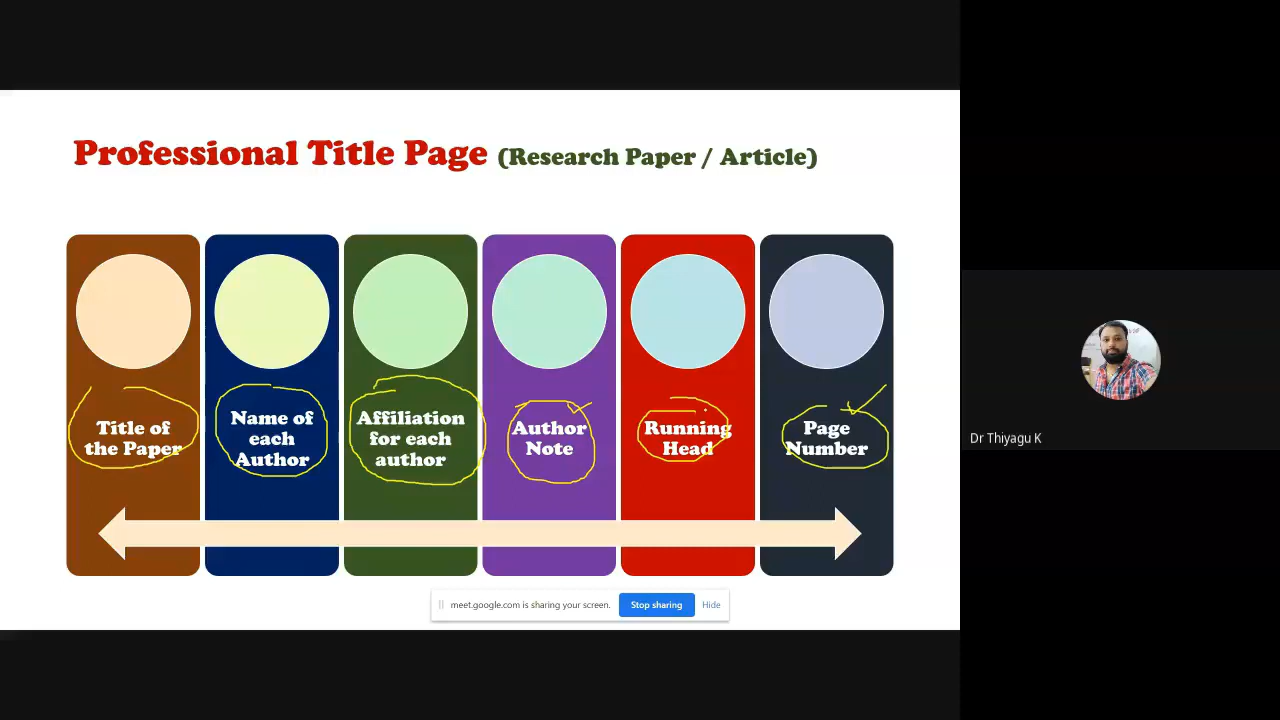 Professional Title Page (Research Paper / Article)
Title of
the Paper
Name of
each
Author
Affiliation
for each
author
Author
Note
Running
Head
Page
Number
Dr Thiyagu K
meet.google.com is sharing your screen. Stop sharing Hide